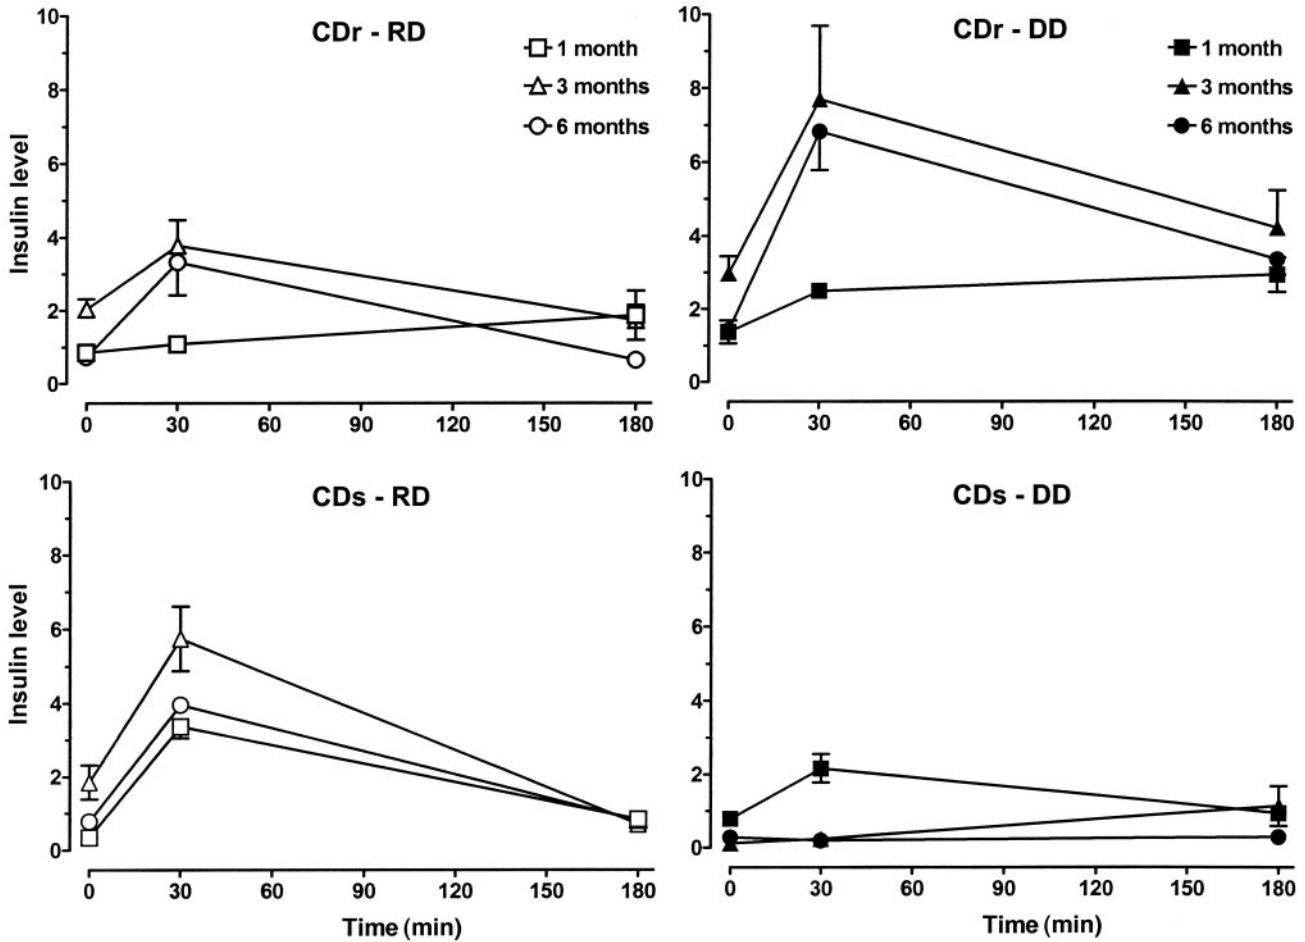 CDr - RD
1 month
3 months
6 months
Insulin level
10
8
6
4
2
0
0 30 60 90 120 150 180
CDr - DD
1 month
3 months
6 months
10
8
6
4
2
0
0 30 60 90 120 150 180
CDs - RD
Insulin level
10
8
6
4
2
0
0 30 60 90 120 150 180
Time (min)
CDs - DD
10
8
6
4
2
0
0 30 60 90 120 150 180
Time (min)